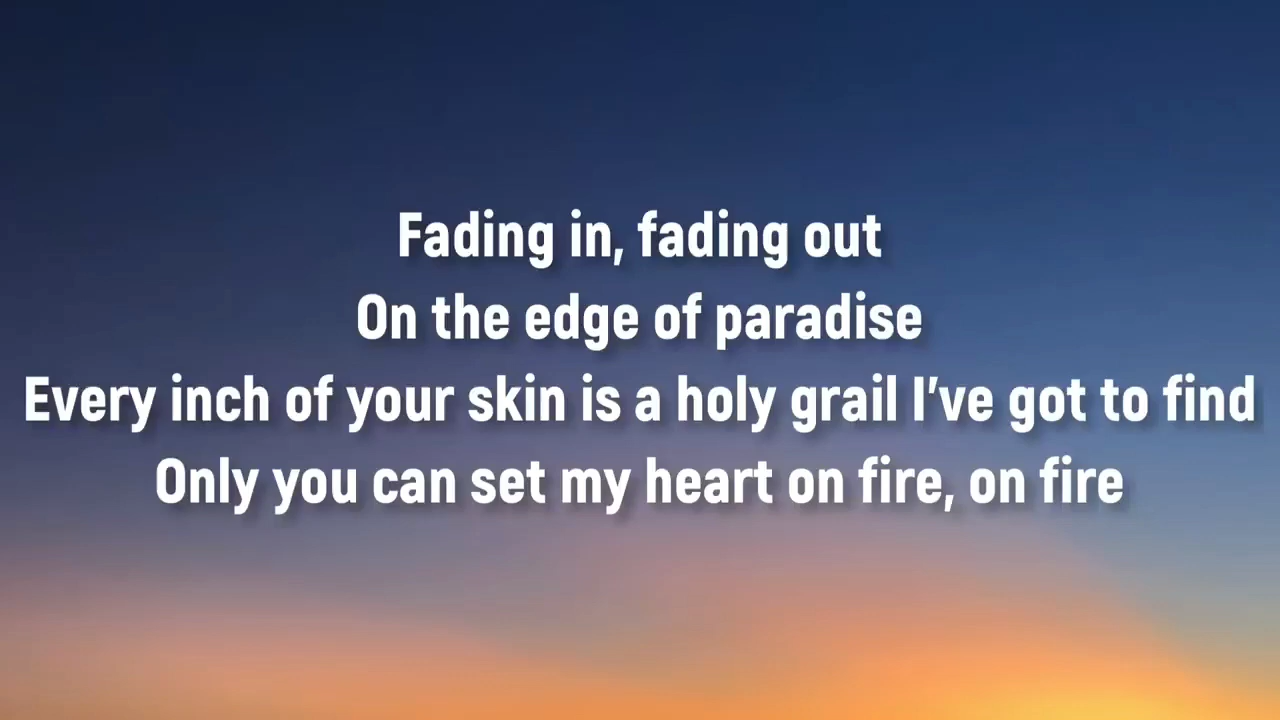 Fading in, fading out
On the edge of paradise
Every inch of your skin is a holy grail I've got to find
Only you can set my heart on fire, on fire